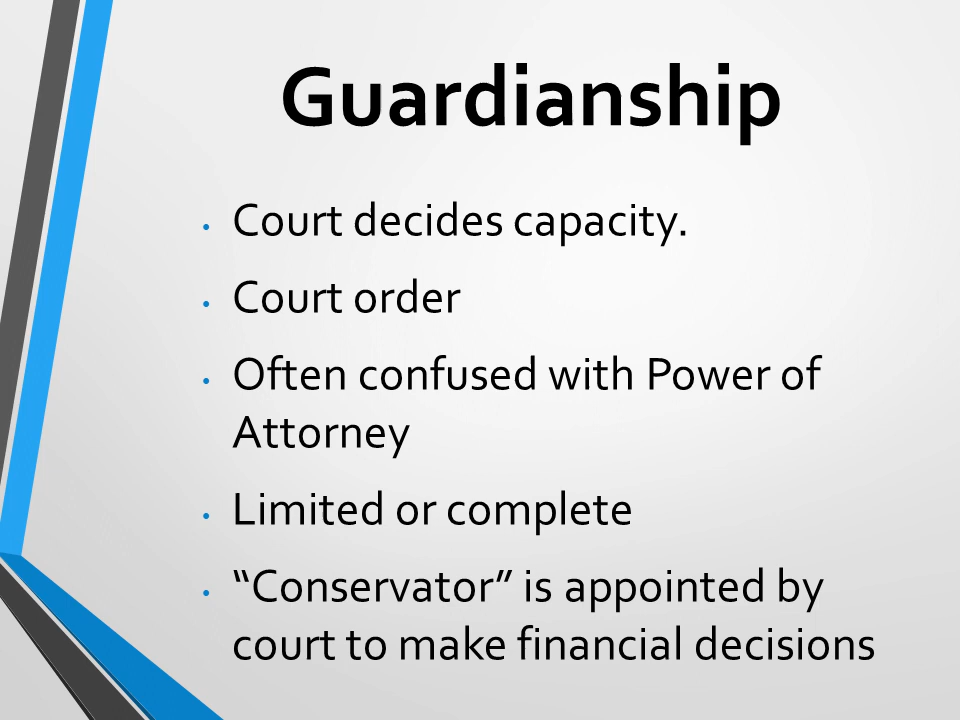 Guardianship
• Court decides capacity.
• Court order
• Often confused with Power of
Attorney
• Limited or complete
• “Conservator” is appointed by
court to make financial decisions